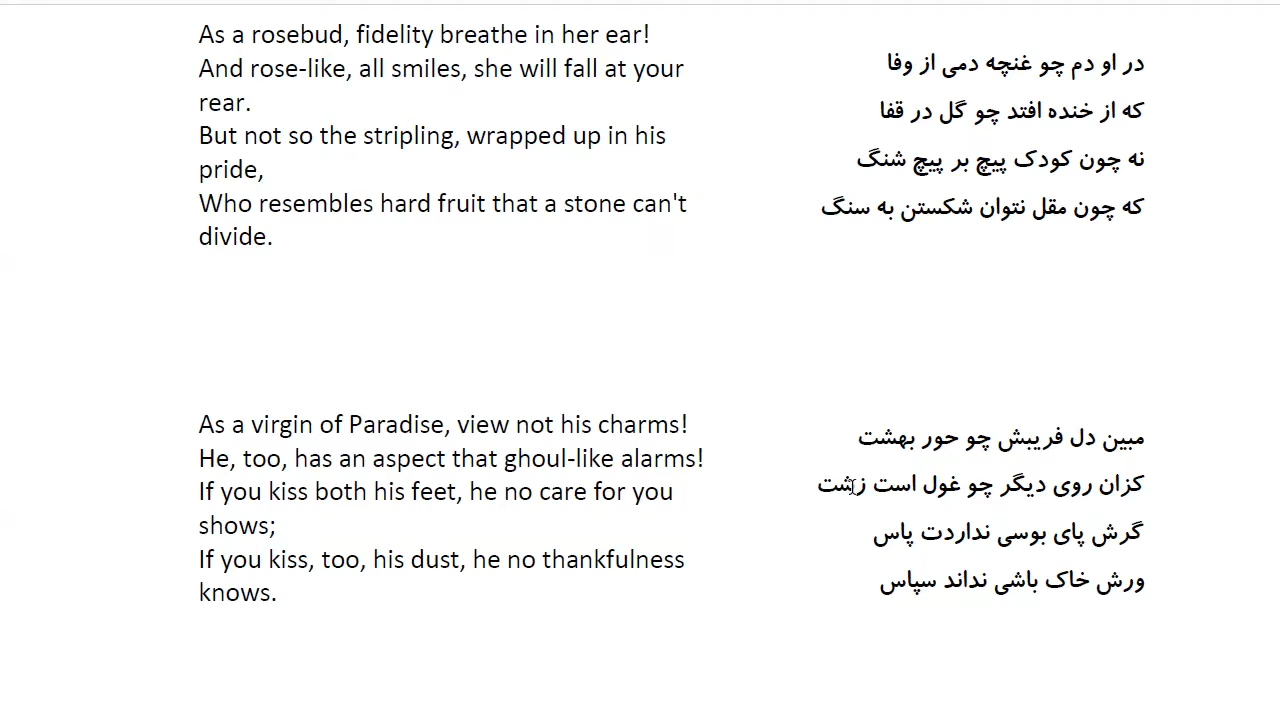 As a rosebud, fidelity breathe in her ear!
And rose-like, all smiles, she will fall at your
rear.
But not so the stripling, wrapped up in his
pride,
Who resembles hard fruit that a stone can't
divide.
در او دم چو غنچه دمی از وفا
که از خنده افتد چو گل در قفا
نه چون کودک پیچ بر پیچ شنگ
که چون مقل نتوان شکستن به سنگ
As a virgin of Paradise, view not his charms!
He, too, has an aspect that ghoul-like alarms!
If you kiss both his feet, he no care for you
shows;
If you kiss, too, his dust, he no thankfulness
knows.
مبین دل فریبش چو حور بهشت
کزان روی دیگر چو غول است زشت
گرش پای بوسی نداردت پاس
ورش خاک باشی نداند سپاس